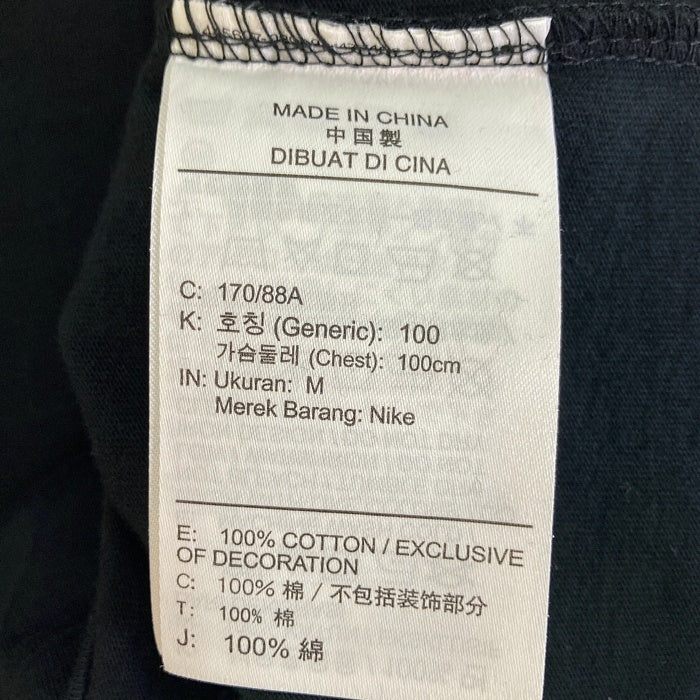 MADE IN CHINA
中国製
DIBUAT DI CINA
C: 170/88A
K: 호칭 (Generic): 100
가슴둘레 (Chest): 100cm
IN: Ukuran: M
Merek Barang: Nike
E: 100% COTTON / EXCLUSIVE
OF DECORATION
C: 100% 棉 / 不包括装饰部分
T: 100% 棉
J: 100% 綿